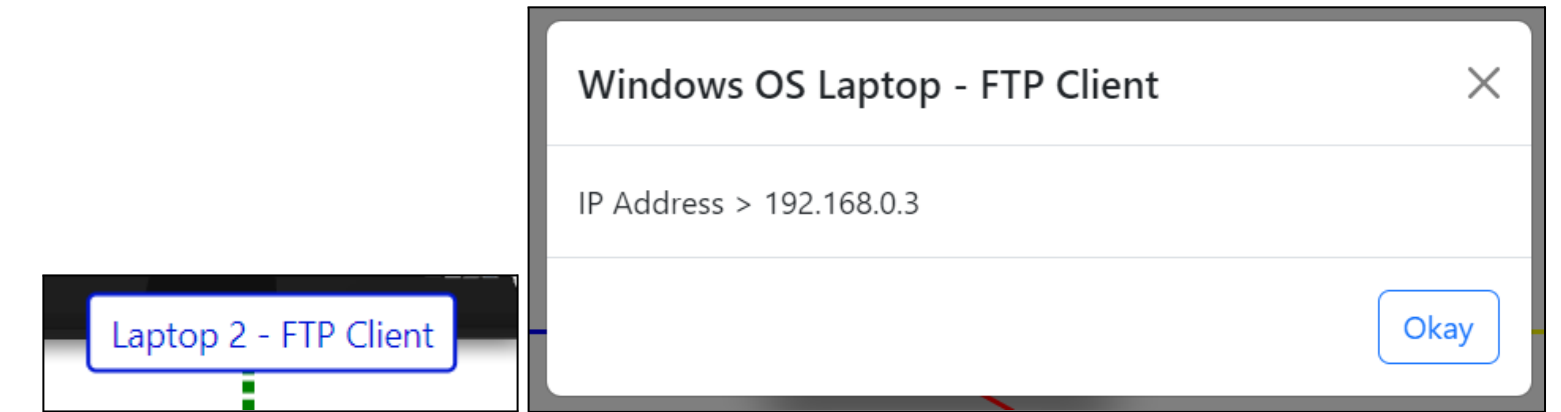 Laptop 2 - FTP Client
Windows OS Laptop - FTP Client
IP Address > 192.168.0.3
Okay